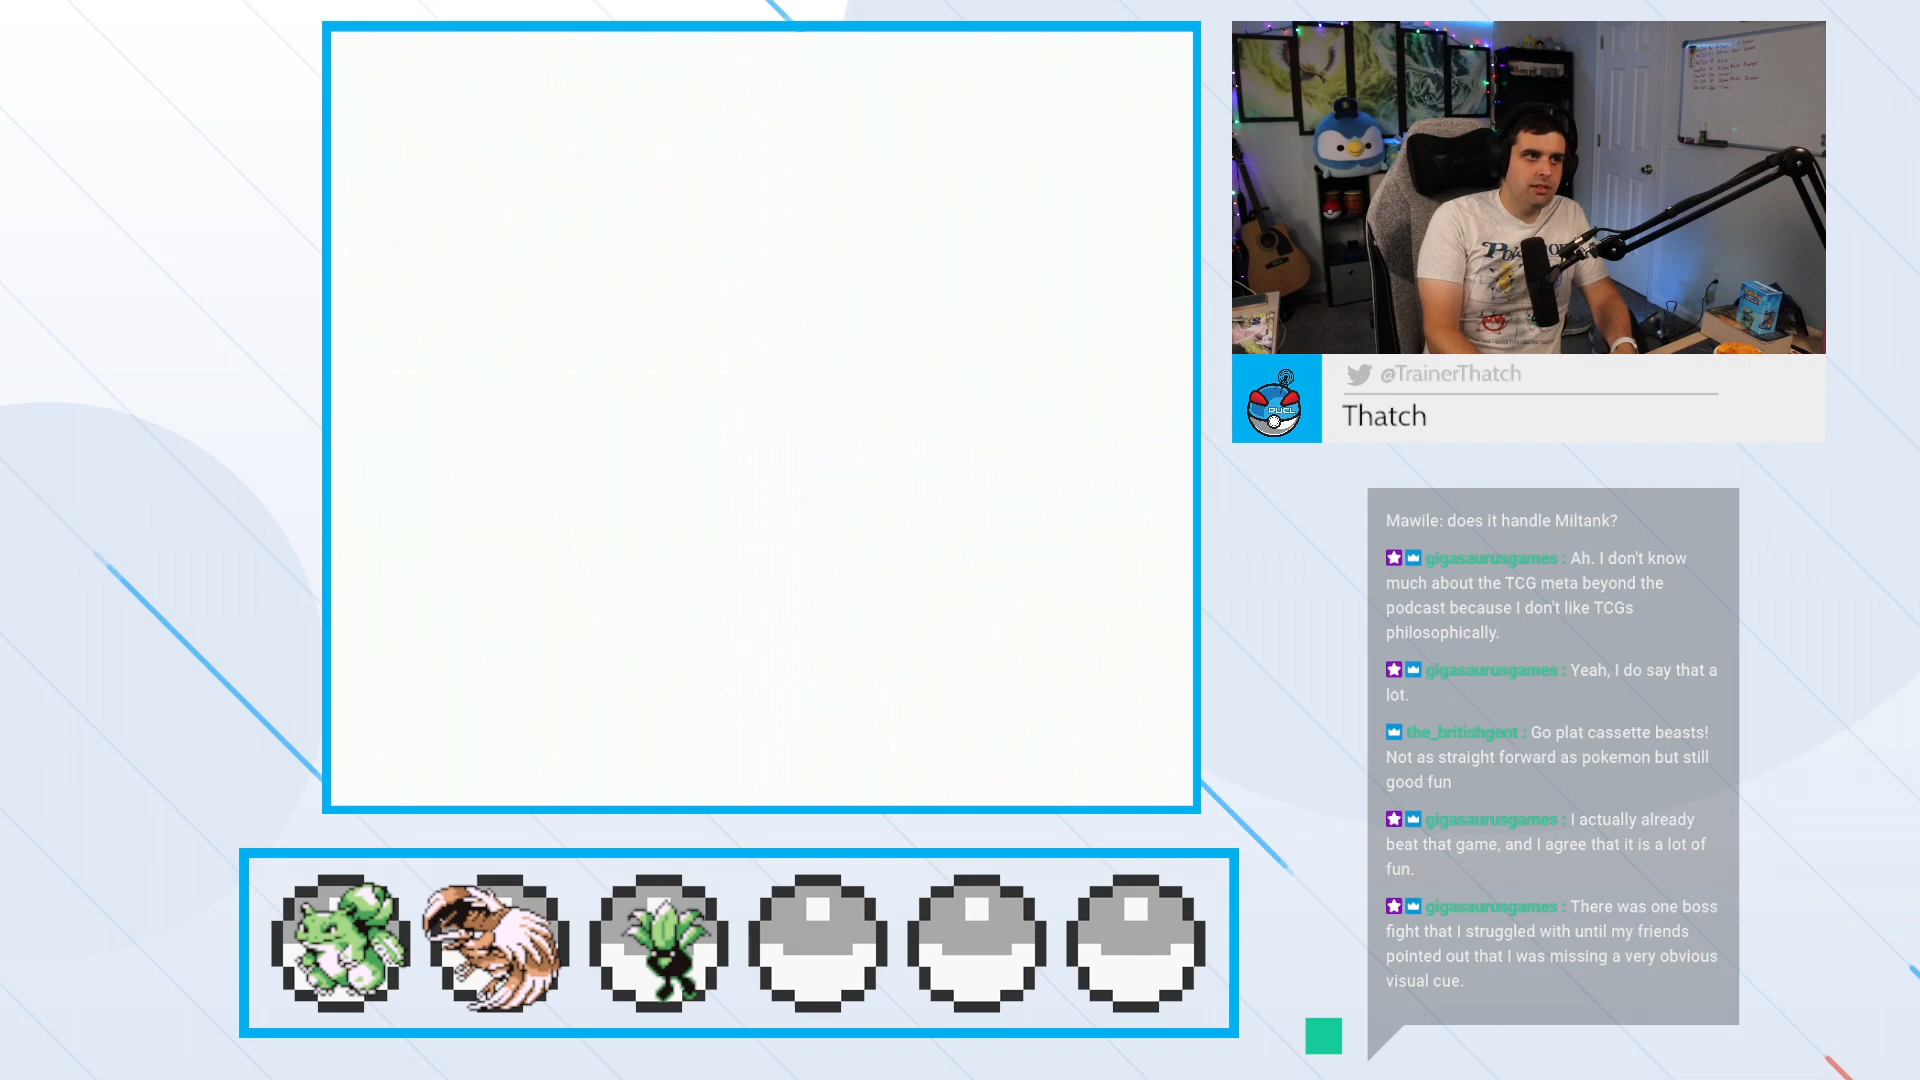 @TrainerThatch
Thatch
PUCL
Mawile: does it handle Miltank?
gigasaurusgames : Ah. I don't know
much about the TCG meta beyond the
podcast because I don't like TCGs
philosophically.
gigasaurusgames : Yeah, I do say that a
lot.
the_britishgent : Go plat cassette beasts!
Not as straight forward as pokemon but still
good fun
gigasaurusgames : I actually already
beat that game, and I agree that it is a lot of
fun.
gigasaurusgames : There was one boss
fight that I struggled with until my friends
pointed out that I was missing a very obvious
visual cue.